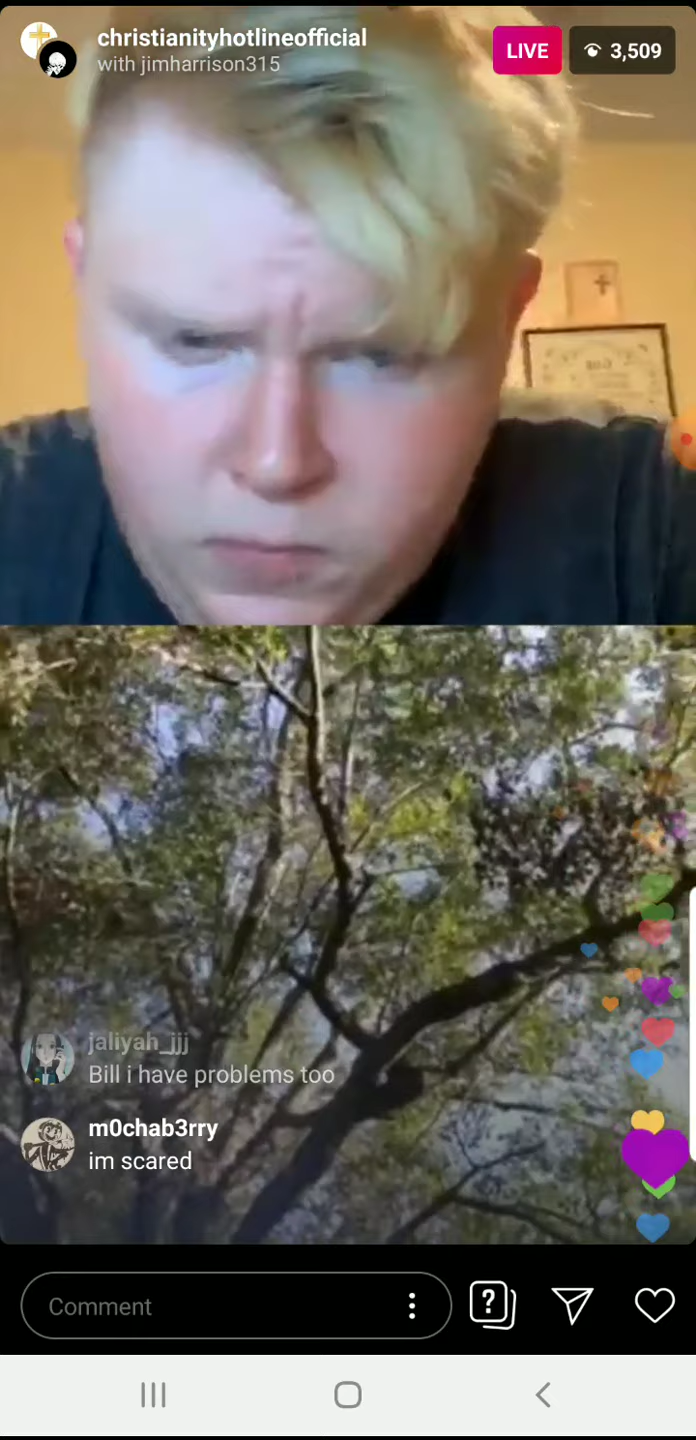 christianityhotlineofficial
with jimharrison315
LIVE
3,509
jaliyah_jjj
Bill i have problems too
m0chab3rry
im scared
Comment
?